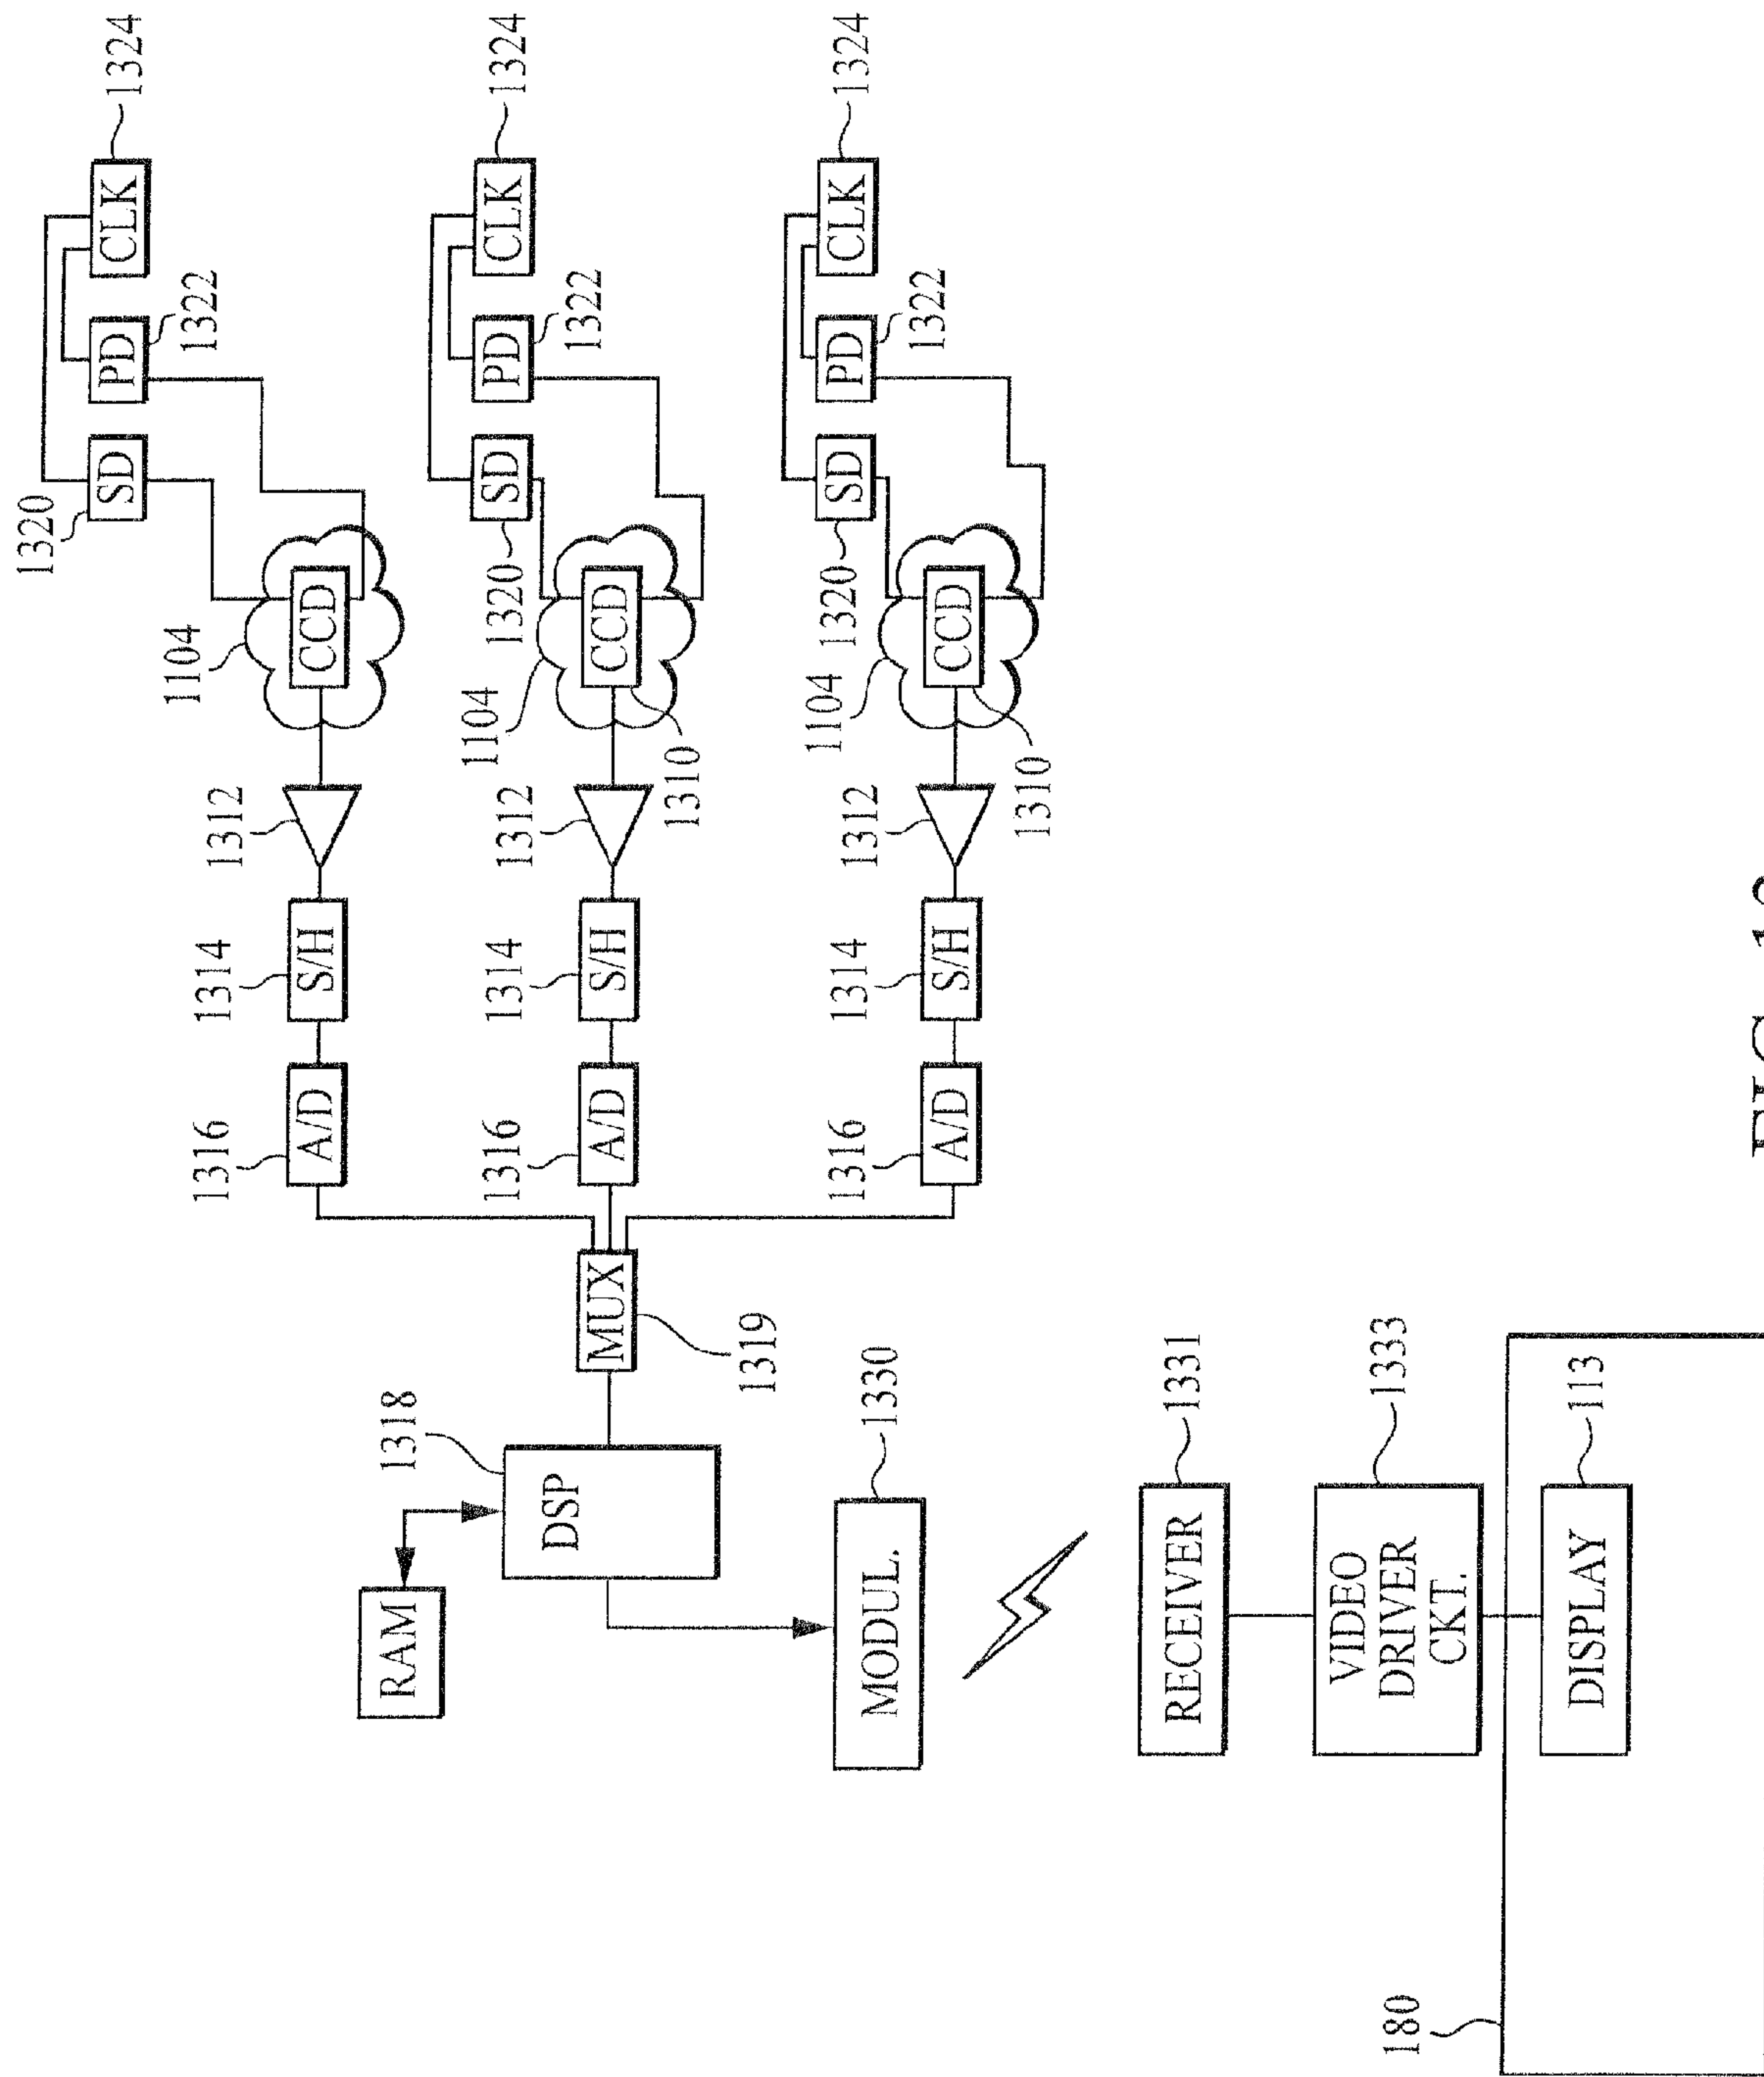 180
RECEIVER
1331
VIDEO
DRIVER
CKT.
1333
DISPLAY
113
RAM
DSP
1318
MODUL.
1330
MUX
1319
1316
A/D
1314
S/H
1312
1104
CCD
1320
SD
PD
1322
CLK
1324
1316
A/D
1314
S/H
1312
1310
1104
CCD
1320
SD
PD
1322
CLK
1324
1316
A/D
1314
S/H
1312
1310
1104
CCD
1320
SD
PD
1322
CLK
1324
FIG.